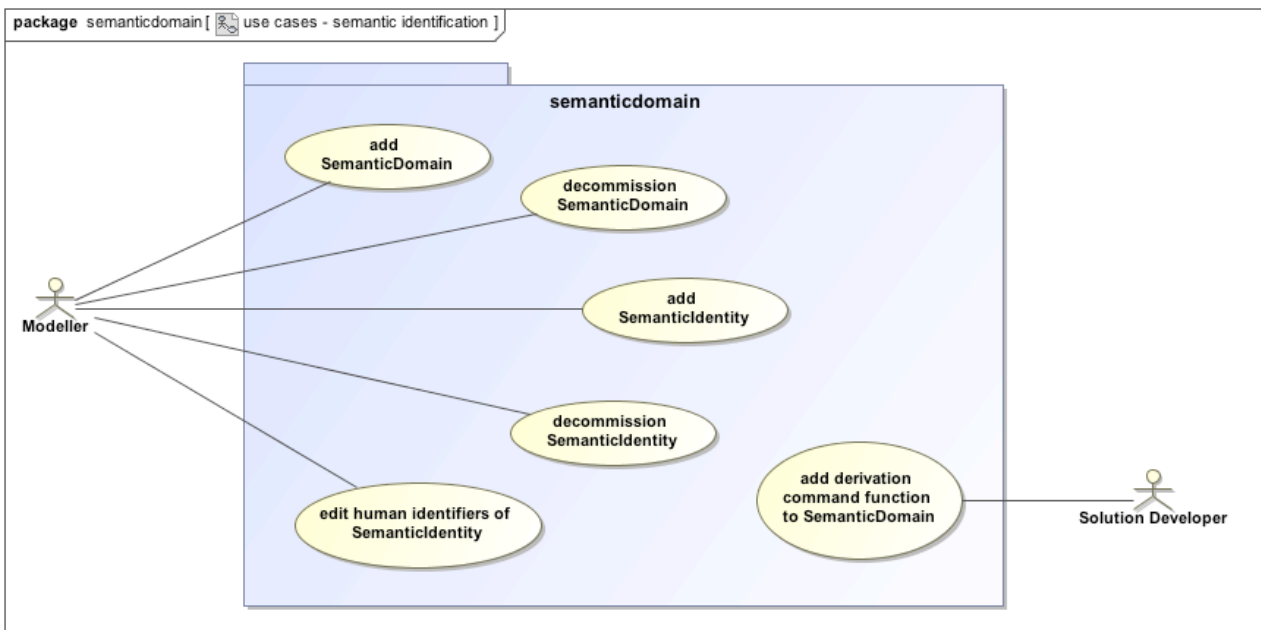 package semanticdomain [ use cases - semantic identification ]
semanticdomain
add
SemanticDomain
decommission
SemanticDomain
add
SemanticIdentity
Modeller
decommission
SemanticIdentity
edit human identifiers of
SemanticIdentity
add derivation
command function
to SemanticDomain
Solution Developer